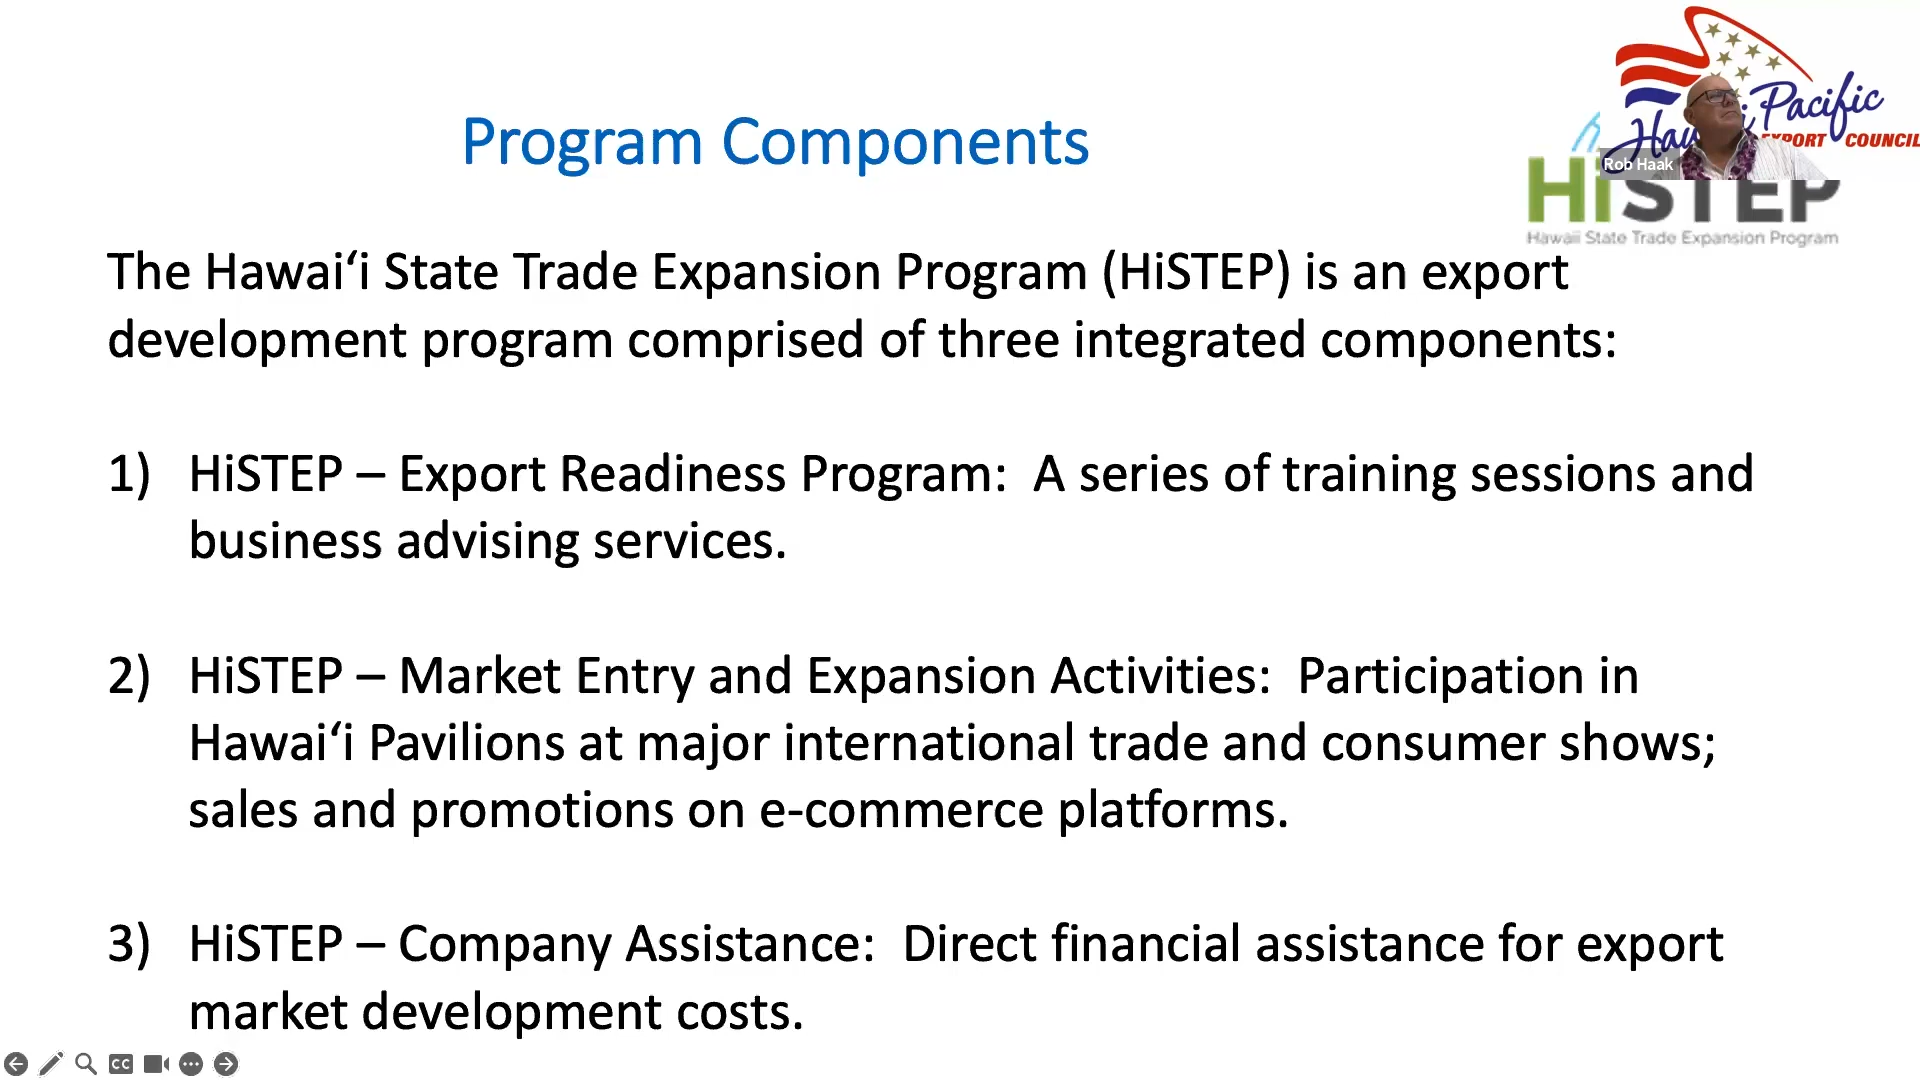 Program Components
Pacific
EXPORT COUNCIL
Rob Haak
HiSTEP
Hawaii State Trade Expansion Program
The Hawaiʻi State Trade Expansion Program (HiSTEP) is an export
development program comprised of three integrated components:
1) HiSTEP – Export Readiness Program: A series of training sessions and
business advising services.
2) HiSTEP – Market Entry and Expansion Activities: Participation in
Hawaiʻi Pavilions at major international trade and consumer shows;
sales and promotions on e-commerce platforms.
3) HiSTEP – Company Assistance: Direct financial assistance for export
market development costs.
CC